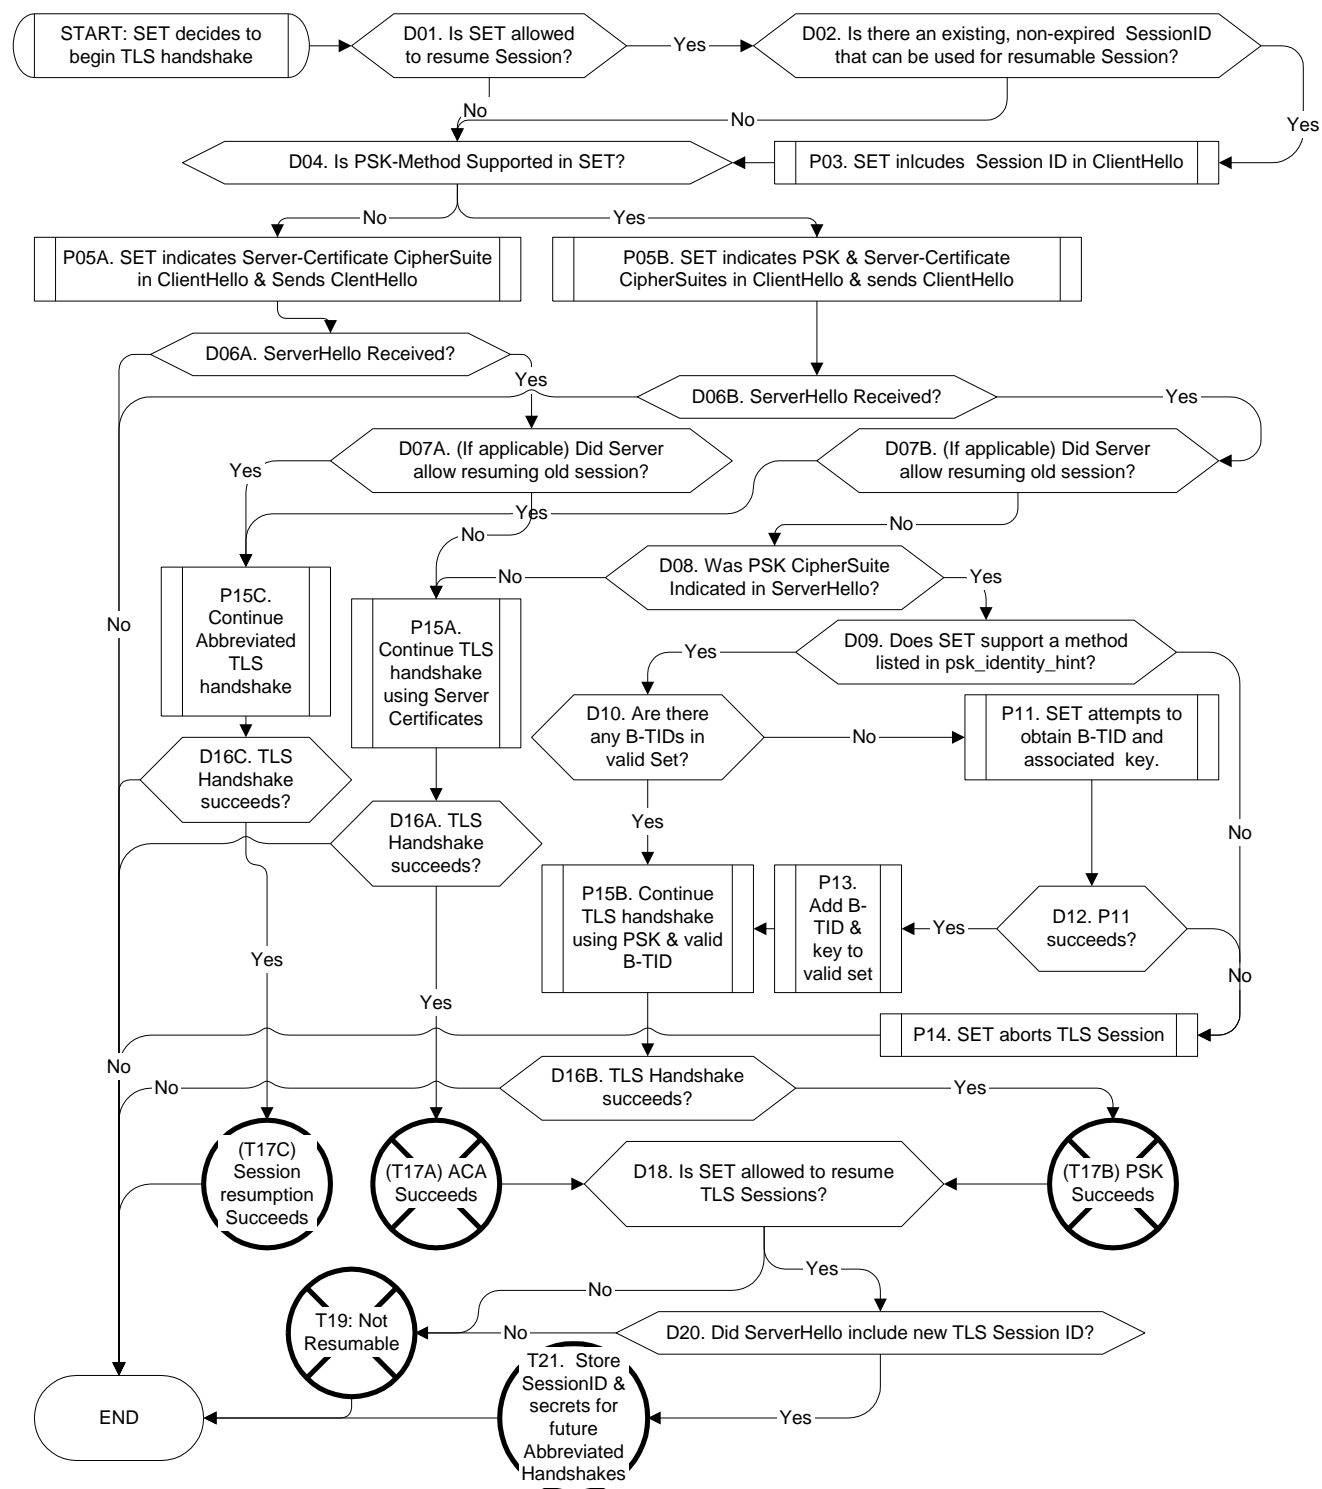 START: SET decides to
begin TLS handshake
D01. Is SET allowed
to resume Session?
Yes
D02. Is there an existing, non-expired SessionID
that can be used for resumable Session?
No
No
Yes
D04. Is PSK-Method Supported in SET?
P03. SET inlcudes Session ID in ClientHello
No
Yes
P05A. SET indicates Server-Certificate CipherSuite
in ClientHello & Sends ClentHello
P05B. SET indicates PSK & Server-Certificate
CipherSuites in ClientHello & sends ClientHello
D06A. ServerHello Received?
Yes
D06B. ServerHello Received?
Yes
D07A. (If applicable) Did Server
allow resuming old session?
D07B. (If applicable) Did Server
allow resuming old session?
Yes
Yes
No
No
D08. Was PSK CipherSuite
Indicated in ServerHello?
No
Yes
P15C.
Continue
Abbreviated
TLS
handshake
P15A.
Continue TLS
handshake
using Server
Certificates
No
D09. Does SET support a method
listed in psk_identity_hint?
Yes
D10. Are there
any B-TIDs in
valid Set?
No
P11. SET attempts to
obtain B-TID and
associated key.
D16C. TLS
Handshake
succeeds?
D16A. TLS
Handshake
succeeds?
Yes
No
P15B. Continue
TLS handshake
using PSK & valid
B-TID
P13.
Add B-
TID &
key to
valid set
Yes
D12. P11
succeeds?
Yes
No
Yes
P14. SET aborts TLS Session
No
D16B. TLS Handshake
succeeds?
No
Yes
(T17C)
Session
resumption
Succeeds
(T17A) ACA
Succeeds
D18. Is SET allowed to resume
TLS Sessions?
(T17B) PSK
Succeeds
Yes
No
T19: Not
Resumable
No
D20. Did ServerHello include new TLS Session ID?
T21. Store
SessionID &
secrets for
future
Abbreviated
Handshakes
Yes
END